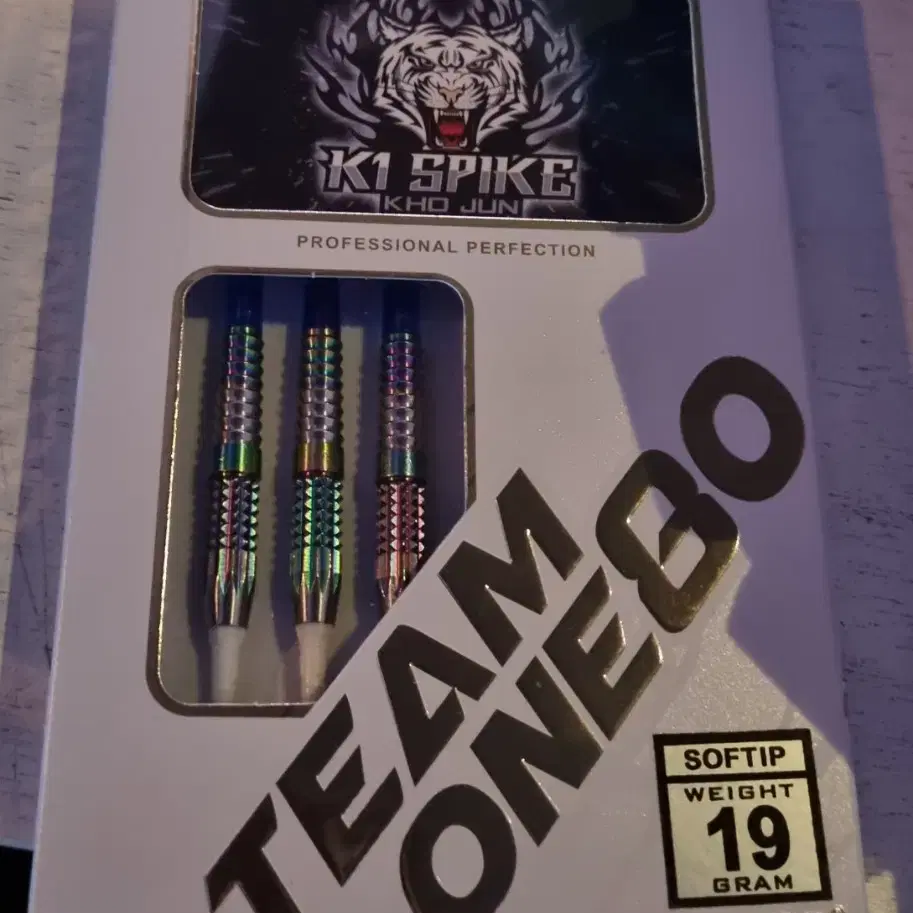 K1 SPIKE
KHO JUN
PROFESSIONAL PERFECTION
TEAM
ONE80
SOFTIP
WEIGHT
19
GRAM